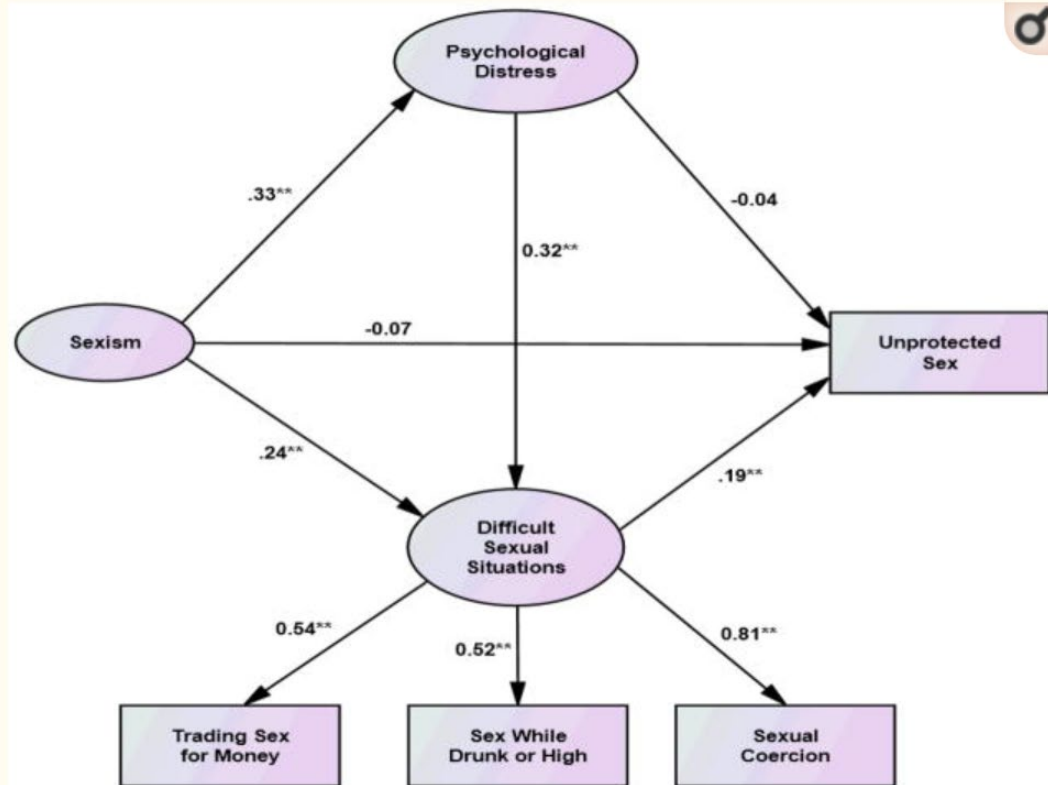 Psychological
Distress
.33**
-0.04
0.32**
-0.07
Sexism
Unprotected
Sex
.24**
.19**
Difficult
Sexual
Situations
0.54**
0.52**
0.81**
Trading Sex
for Money
Sex While
Drunk or High
Sexual
Coercion